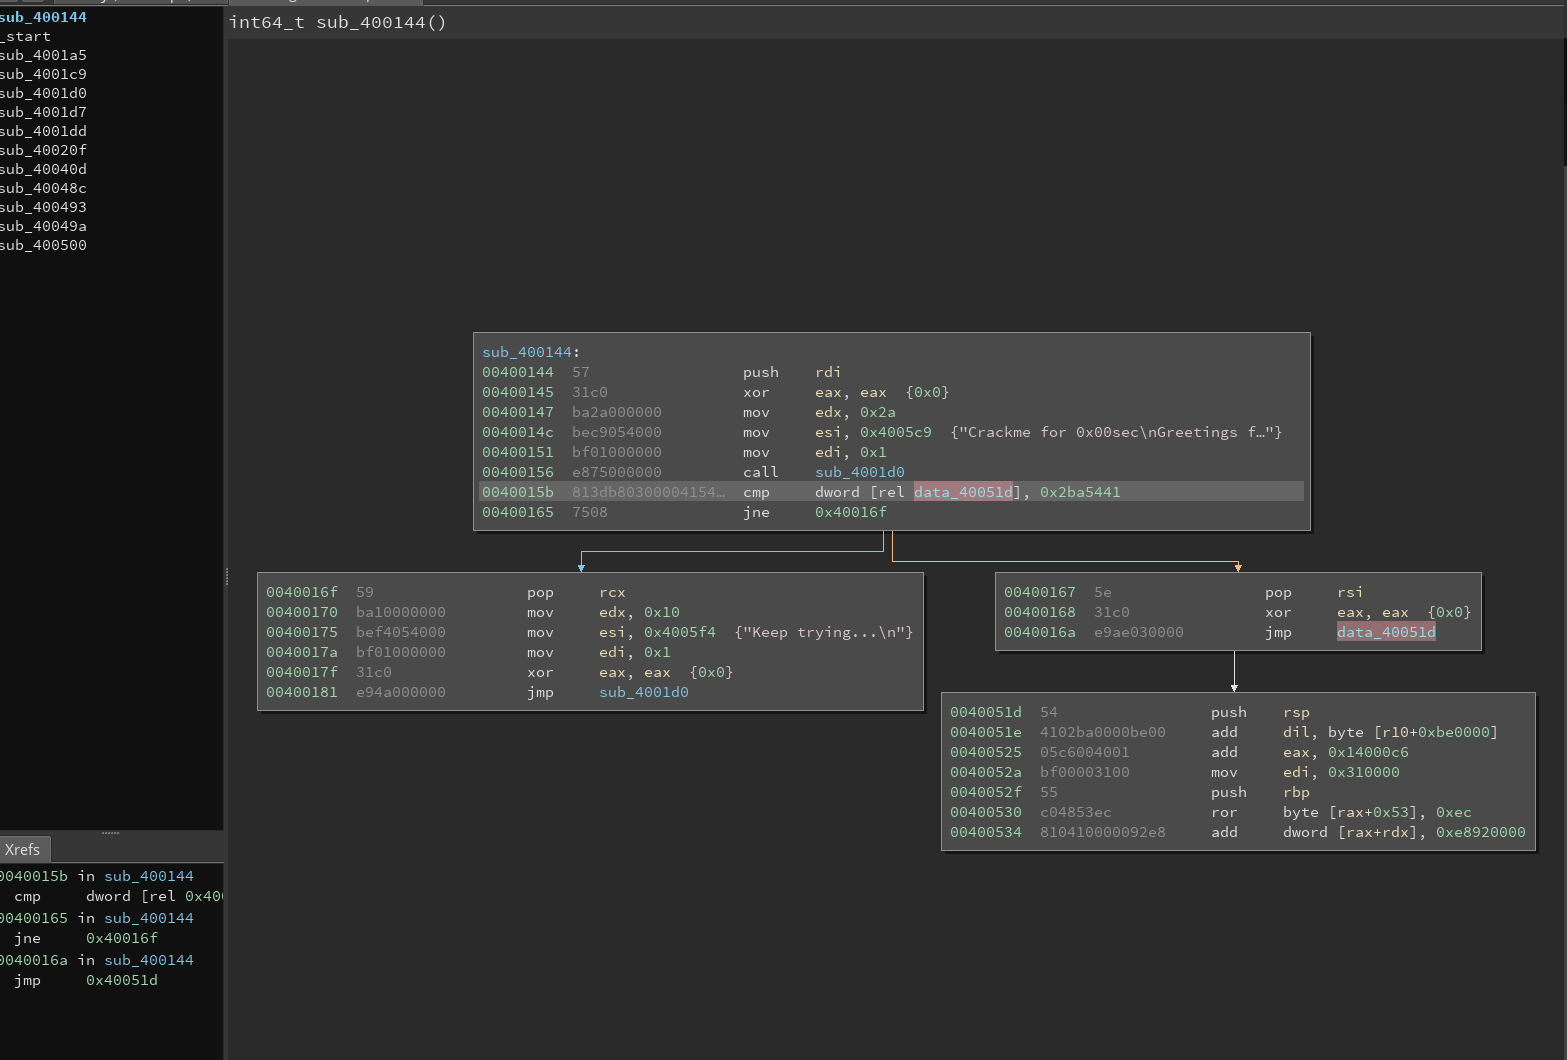 sub_400144
_start
sub_4001a5
sub_4001c9
sub_4001d0
sub_4001d7
sub_4001dd
sub_40020f
sub_40040d
sub_40048c
sub_400493
sub_40049a
sub_400500
Xrefs
0040015b in sub_400144
cmp dword [rel 0x400
00400165 in sub_400144
jne 0x40016f
0040016a in sub_400144
jmp 0x40051d
int64_t sub_400144()
sub_400144:
00400144 57 push rdi
00400145 31c0 xor eax, eax {0x0}
00400147 ba2a000000 mov edx, 0x2a
0040014c bec9054000 mov esi, 0x4005c9 {"Crackme for 0x00sec\nGreetings f…"}
00400151 bf01000000 mov edi, 0x1
00400156 e875000000 call sub_4001d0
0040015b 813db80300004154… cmp dword [rel data_40051d], 0x2ba5441
00400165 7508 jne 0x40016f
0040016f 59 pop rcx
00400170 ba10000000 mov edx, 0x10
00400175 bef4054000 mov esi, 0x4005f4 {"Keep trying...\n"}
0040017a bf01000000 mov edi, 0x1
0040017f 31c0 xor eax, eax {0x0}
00400181 e94a000000 jmp sub_4001d0
00400167 5e pop rsi
00400168 31c0 xor eax, eax {0x0}
0040016a e9ae030000 jmp data_40051d
0040051d 54 push rsp
0040051e 4102ba0000be00 add dil, byte [r10+0xbe0000]
00400525 05c6004001 add eax, 0x14000c6
0040052a bf00003100 mov edi, 0x310000
0040052f 55 push rbp
00400530 c04853ec ror byte [rax+0x53], 0xec
00400534 810410000092e8 add dword [rax+rdx], 0xe8920000